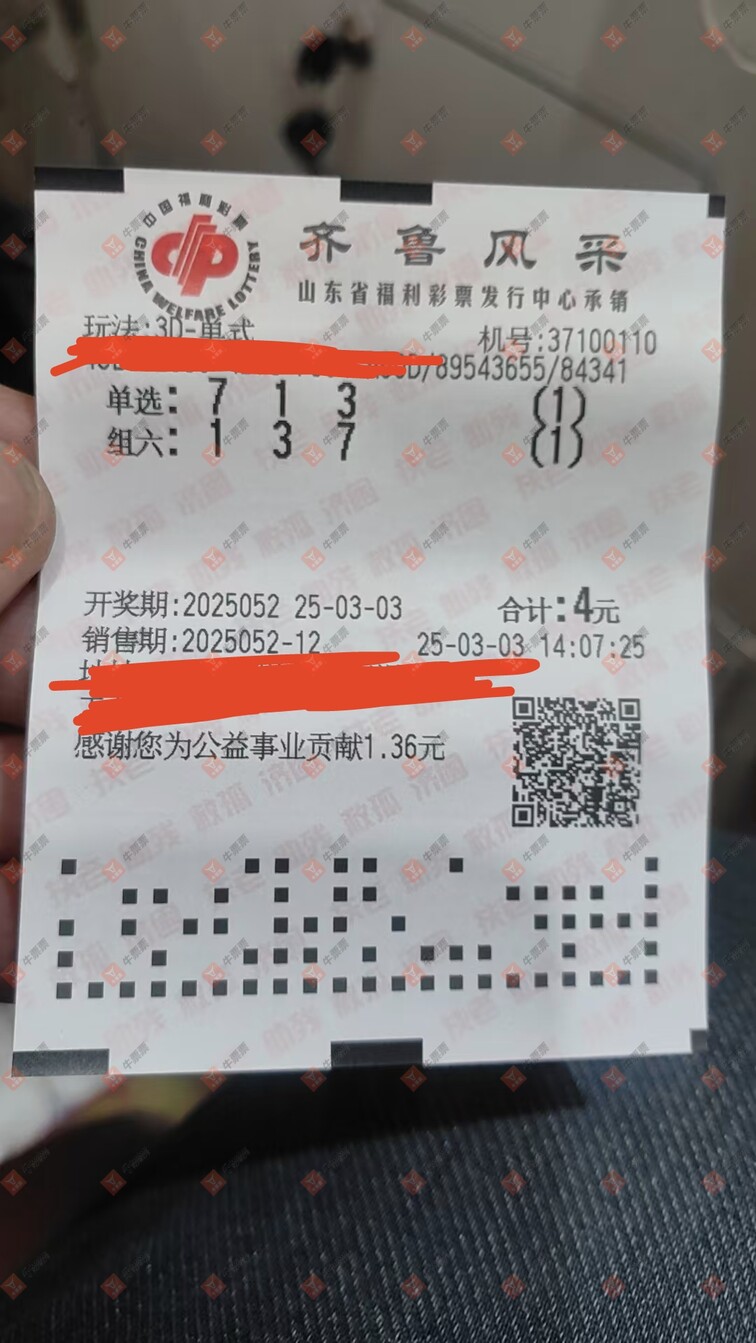 中国福利彩票
CHINA WELFARE LOTTERY
齐鲁风采
山东省福利彩票发行中心承销
玩法:3D-单式 机号:37100110
D/89543655/84341
单选: 7 1 3 (1)
组六: 1 3 7 (1)
开奖期:2025052 25-03-03 合计:4元
销售期:2025052-12 25-03-03 14:07:25
感谢您为公益事业贡献1.36元
牛票票